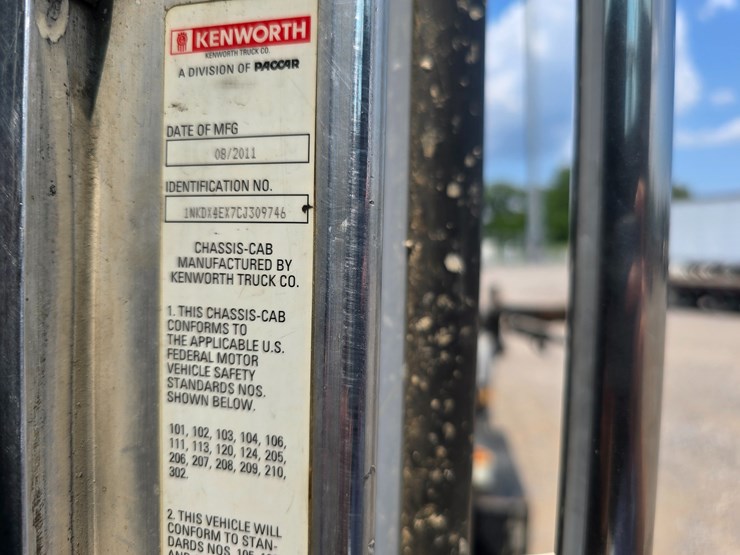 KENWORTH
KENWORTH TRUCK CO.
A DIVISION OF PACCAR
DATE OF MFG
08/2011
IDENTIFICATION NO.
1NKDX4EX7CJ309746
CHASSIS-CAB
MANUFACTURED BY
KENWORTH TRUCK CO.
1. THIS CHASSIS-CAB
CONFORMS TO
THE APPLICABLE U.S.
FEDERAL MOTOR
VEHICLE SAFETY
STANDARDS NOS.
SHOWN BELOW.
101, 102, 103, 104, 106,
111, 113, 120, 124, 205,
206, 207, 208, 209, 210,
302.
2. THIS VEHICLE WILL
CONFORM TO STAN-
DARDS NOS.